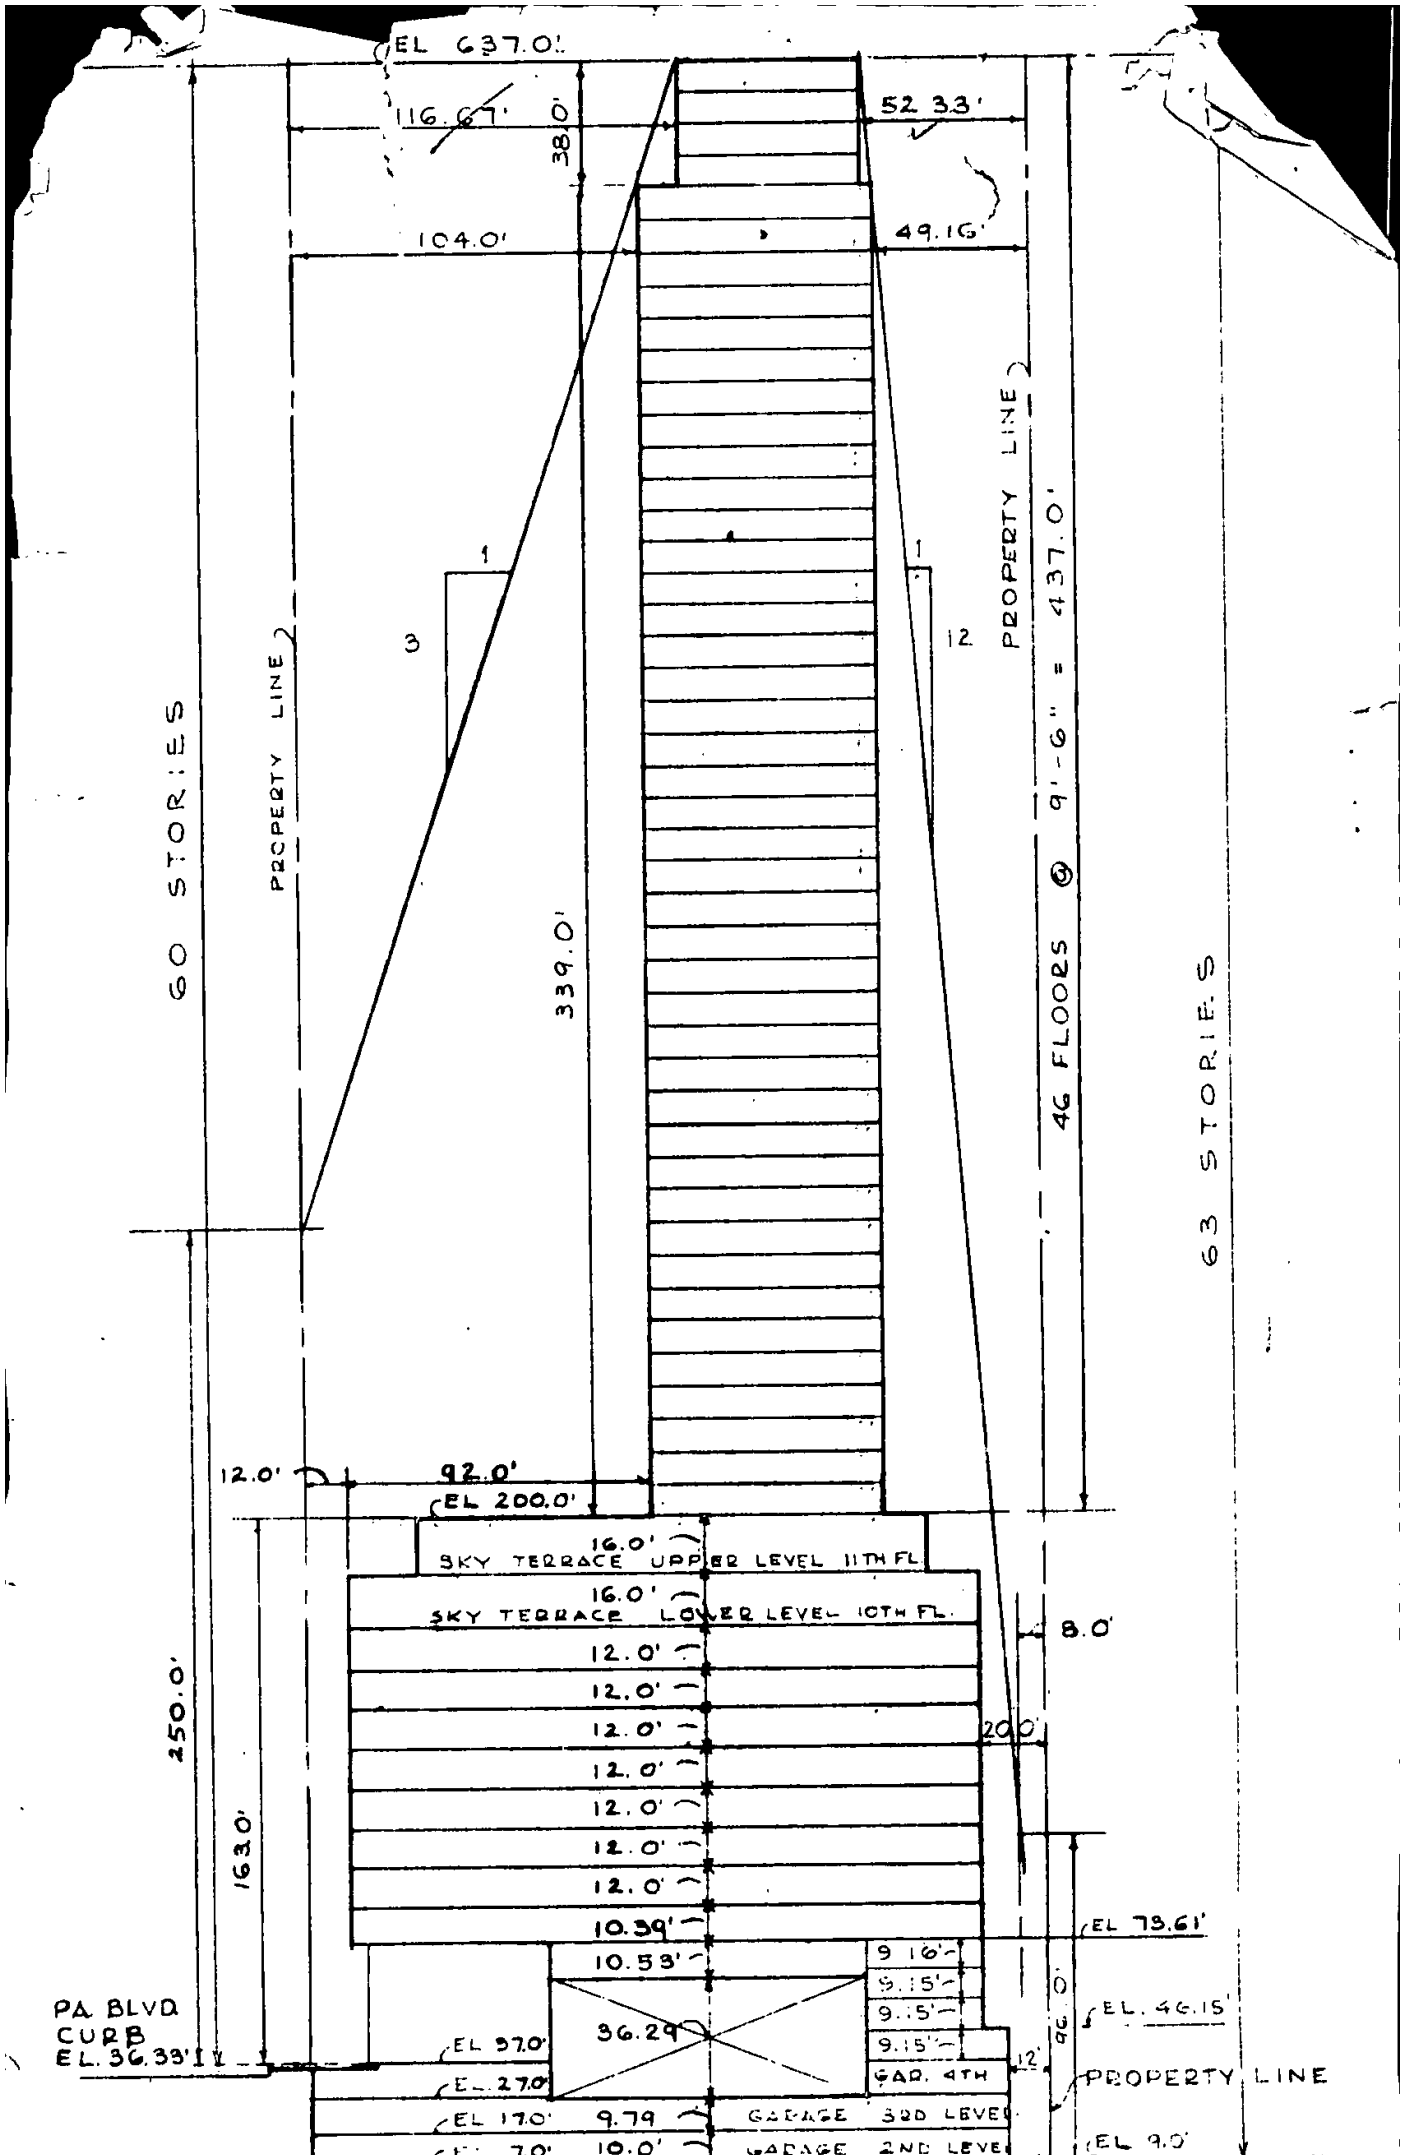 EL 637.0'
116.67'
38.0'
52.33'
104.0'
49.16'
PROPERTY LINE
1
1
3
12
PROPERTY LINE
60 STORIES
46 FLOORS @ 9'-6" = 437.0'
339.0'
63 STORIES
12.0'
92.0'
EL 200.0'
16.0'
SKY TERRACE UPPER LEVEL 11TH FL.
16.0'
SKY TERRACE LOWER LEVEL 10TH FL.
8.0'
12.0'
12.0'
250.0'
12.0'
20.0'
12.0'
12.0'
12.0'
163.0'
12.0'
10.39'
EL 73.61'
10.53'
9.16'
9.15'
96.0'
PA BLVD
CURB
EL. 36.33'
9.15'
EL. 46.15'
36.29
9.15'
EL 37.0'
12'
GAR. 4TH
PROPERTY LINE
EL 27.0'
EL 17.0'
9.79
GARAGE 3RD LEVEL
EL 7.0'
10.0'
GARAGE 2ND LEVEL
EL 9.0'